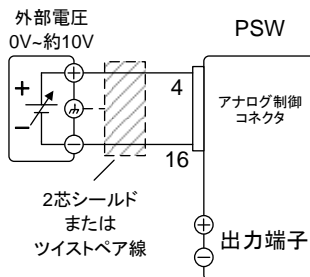 外部電圧
0V~約10V
PSW
+
−
4
アナログ制御
コネクタ
16
2芯シールド
または
ツイストペア線
出力端子